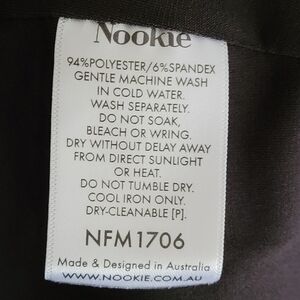 Nookie
94%POLYESTER/6%SPANDEX
GENTLE MACHINE WASH
IN COLD WATER.
WASH SEPARATELY.
DO NOT SOAK,
BLEACH OR WRING.
DRY WITHOUT DELAY AWAY
FROM DIRECT SUNLIGHT
OR HEAT.
DO NOT TUMBLE DRY.
COOL IRON ONLY.
DRY-CLEANABLE [P].
NFM1706
Made & Designed in Australia
WWW.NOOKIE.COM.AU